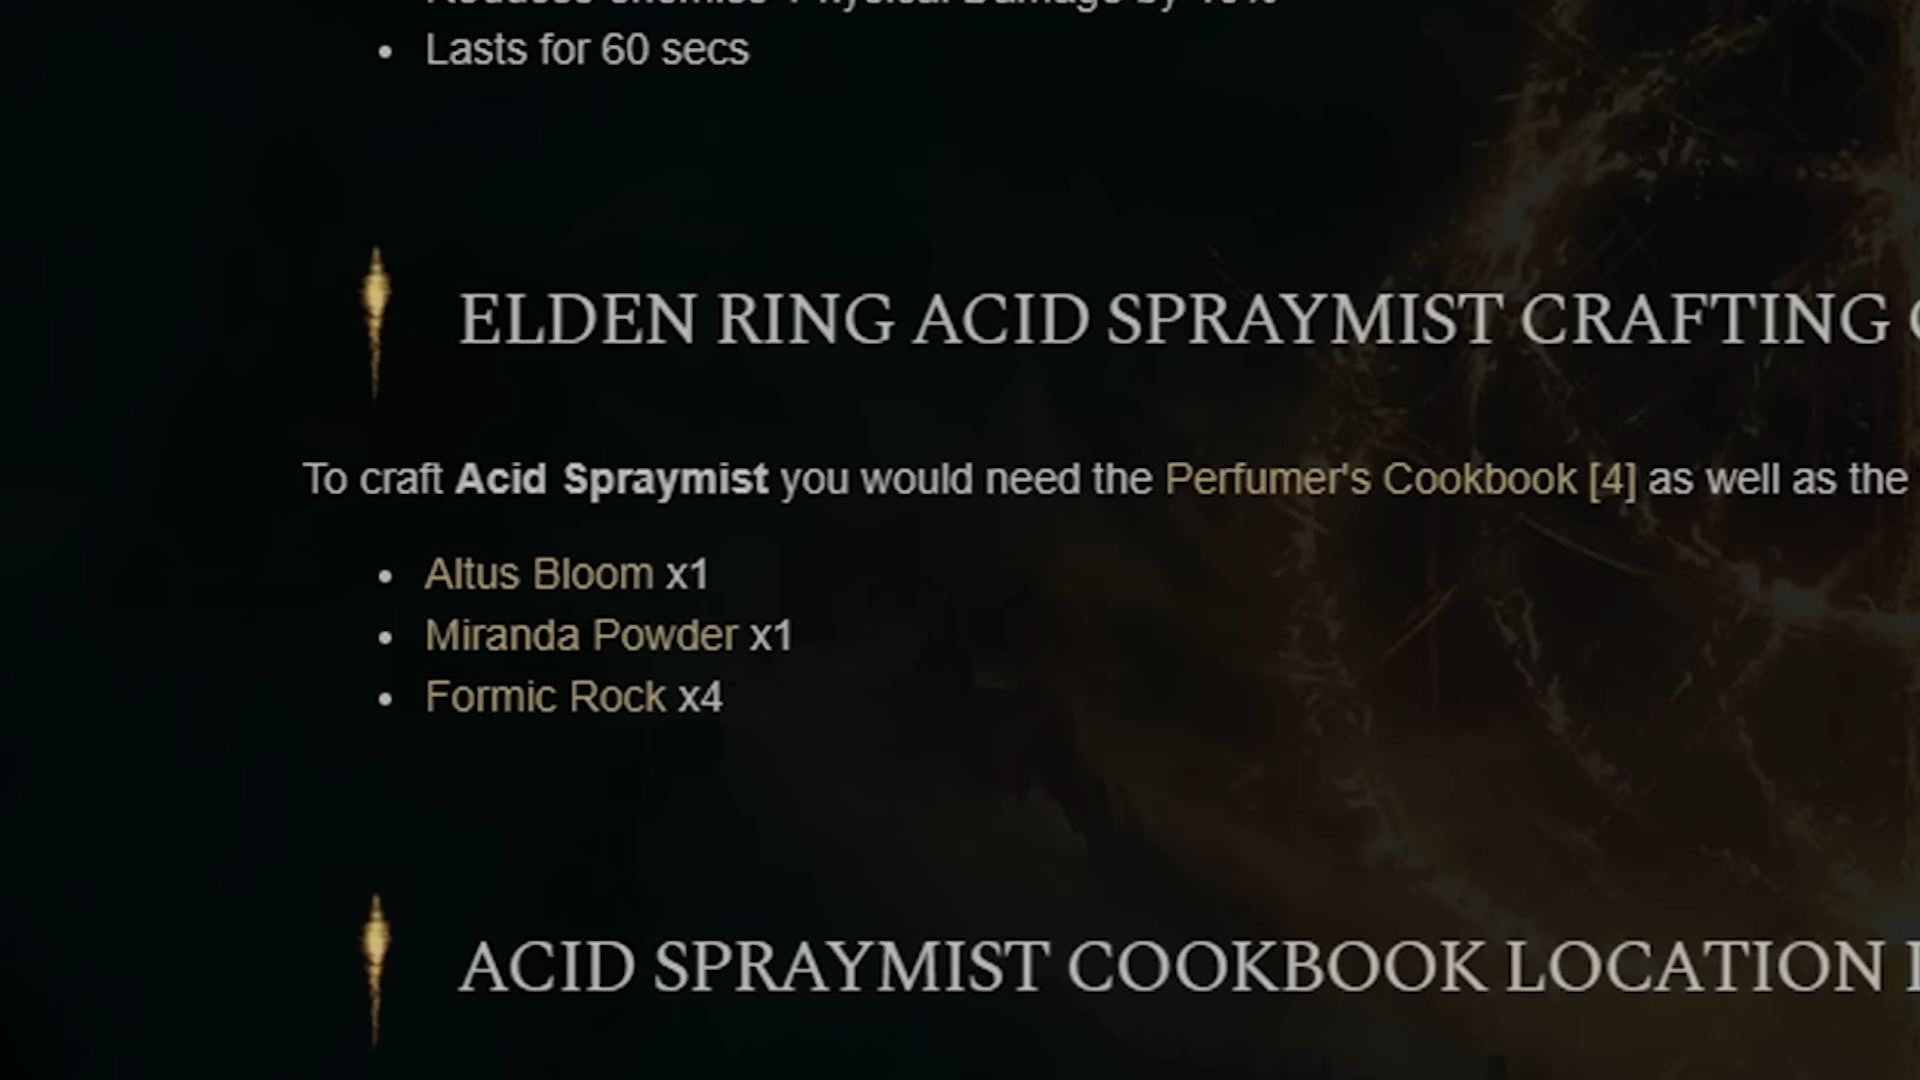 Lasts for 60 secs
ELDEN RING ACID SPRAYMIST CRAFTING
To craft Acid Spraymist you would need the Perfumer's Cookbook [4] as well as the
Altus Bloom x1
Miranda Powder x1
Formic Rock x4
ACID SPRAYMIST COOKBOOK LOCATION